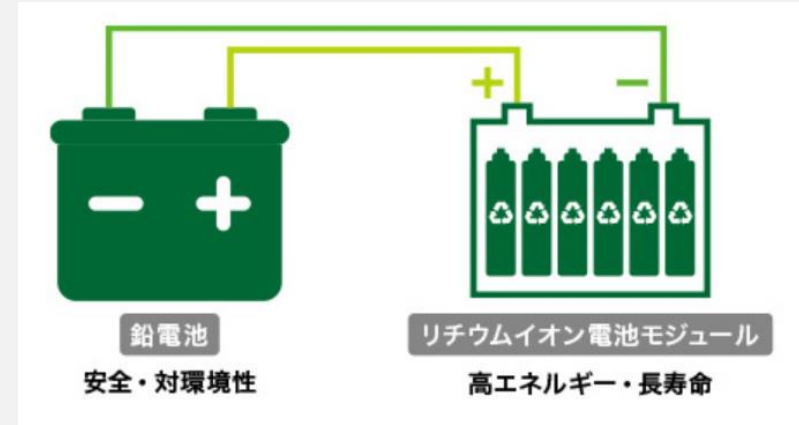 + −
− +
鉛電池
リチウムイオン電池モジュール
安全・対環境性
高エネルギー・長寿命